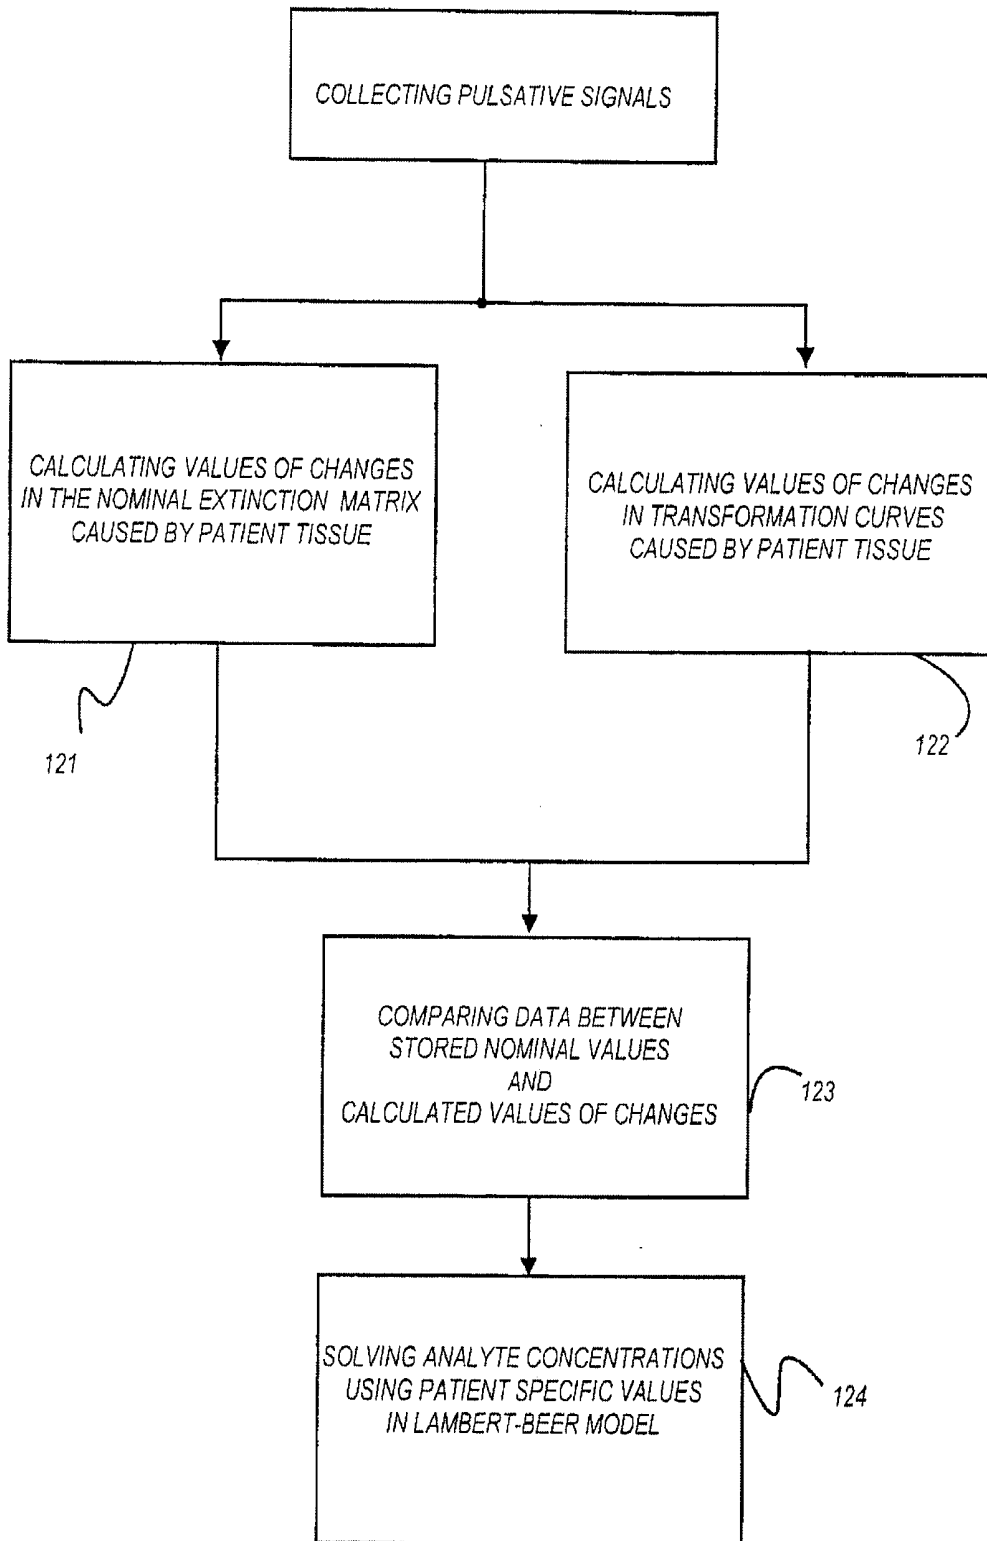 COLLECTING PULSATIVE SIGNALS
CALCULATING VALUES OF CHANGES
IN THE NOMINAL EXTINCTION MATRIX
CAUSED BY PATIENT TISSUE
CALCULATING VALUES OF CHANGES
IN TRANSFORMATION CURVES
CAUSED BY PATIENT TISSUE
121
122
COMPARING DATA BETWEEN
STORED NOMINAL VALUES
AND
CALCULATED VALUES OF CHANGES
123
SOLVING ANALYTE CONCENTRATIONS
USING PATIENT SPECIFIC VALUES
IN LAMBERT-BEER MODEL
124